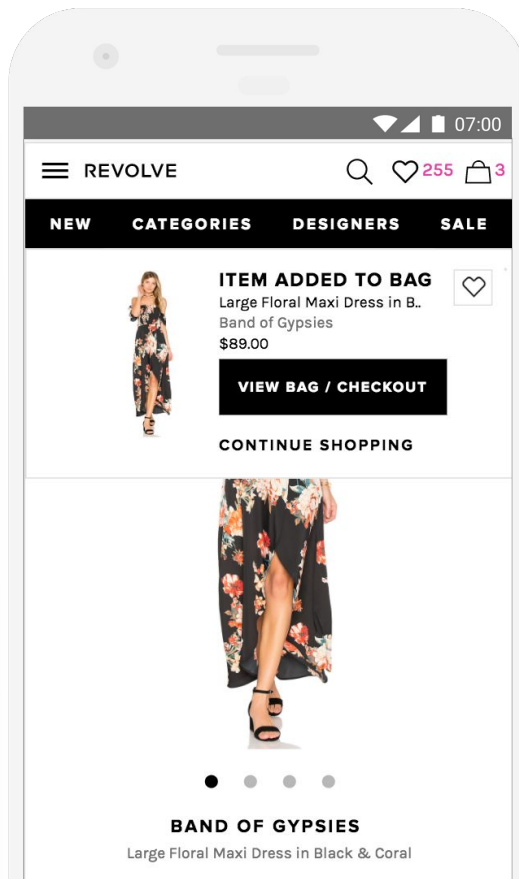 07:00
REVOLVE 255 3
NEW CATEGORIES DESIGNERS SALE
ITEM ADDED TO BAG
Large Floral Maxi Dress in B..
Band of Gypsies
$89.00
VIEW BAG / CHECKOUT
CONTINUE SHOPPING
BAND OF GYPSIES
Large Floral Maxi Dress in Black & Coral